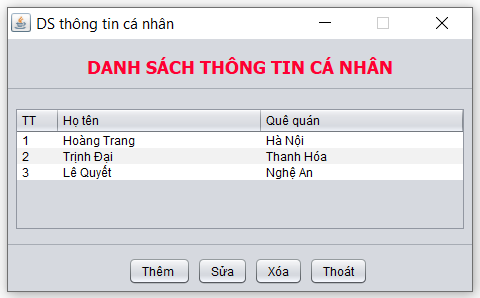 DS thông tin cá nhân
DANH SÁCH THÔNG TIN CÁ NHÂN
TT Họ tên Quê quán
1 Hoàng Trang Hà Nội
2 Trịnh Đại Thanh Hóa
3 Lê Quyết Nghệ An
Thêm Sửa Xóa Thoát